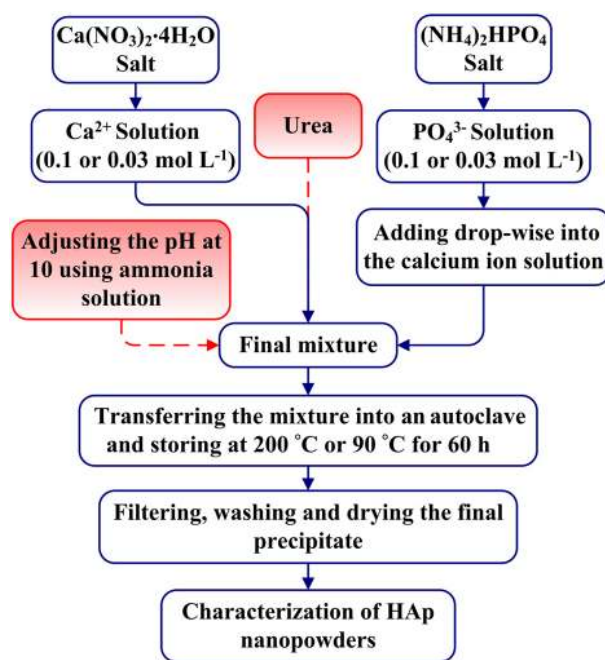 Ca(NO₃)₂·4H₂O
Salt
(NH₄)₂HPO₄
Salt
Ca²⁺ Solution
(0.1 or 0.03 mol L⁻¹)
Urea
PO₄³⁻ Solution
(0.1 or 0.03 mol L⁻¹)
Adjusting the pH at
10 using ammonia
solution
Adding drop-wise into
the calcium ion solution
Final mixture
Transferring the mixture into an autoclave
and storing at 200 °C or 90 °C for 60 h
Filtering, washing and drying the final
precipitate
Characterization of HAp
nanopowders